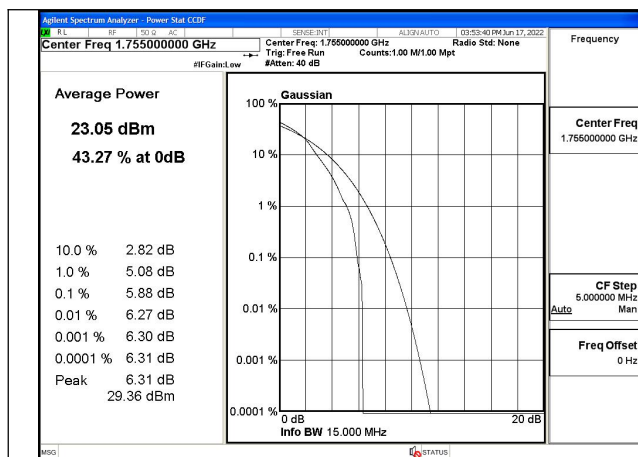 Agilent Spectrum Analyzer - Power Stat CCDF
LXI RL RF 50 Ω AC SENSE:INT ALIGN AUTO 03:53:40 PM Jun 17, 2022
Center Freq 1.755000000 GHz
Center Freq: 1.755000000 GHz Radio Std: None
Trig: Free Run Counts:1.00 M/1.00 Mpt
#IFGain:Low #Atten: 40 dB
Average Power
23.05 dBm
43.27 % at 0dB
10.0 % 2.82 dB
1.0 % 5.08 dB
0.1 % 5.88 dB
0.01 % 6.27 dB
0.001 % 6.30 dB
0.0001 % 6.31 dB
Peak 6.31 dB
29.36 dBm
Gaussian
100 %
10 %
1 %
0.1 %
0.01 %
0.001 %
0.0001 %
0 dB 20 dB
Info BW 15.000 MHz
Frequency
Center Freq
1.755000000 GHz
CF Step
5.000000 MHz
Auto Man
Freq Offset
0 Hz
MSG STATUS